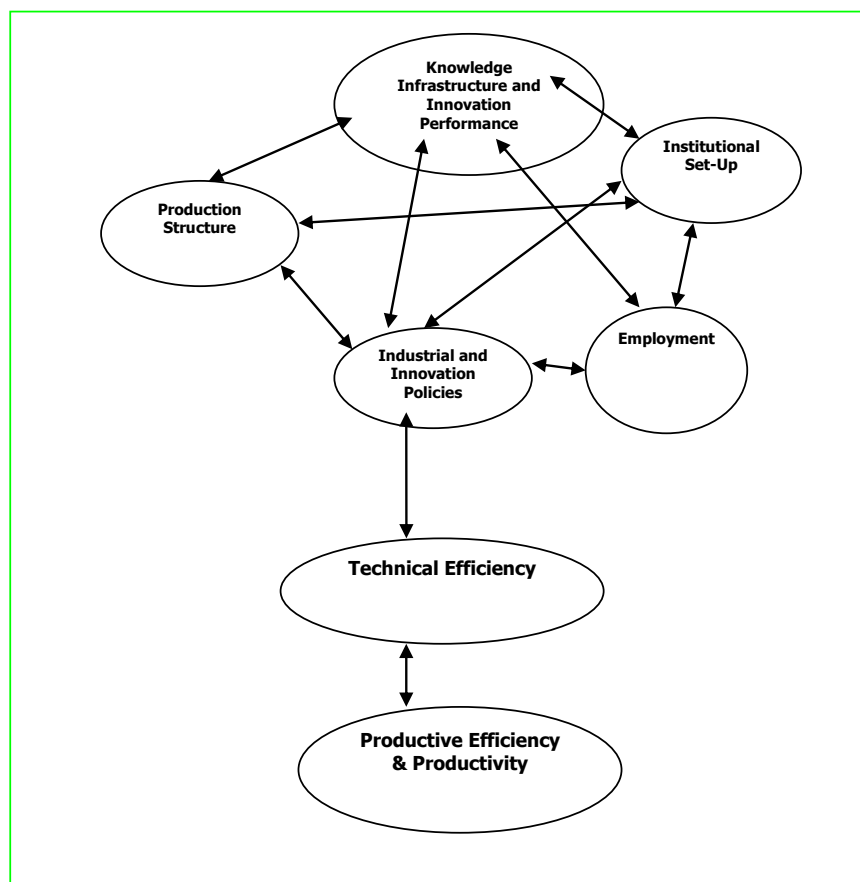 Knowledge
Infrastructure and
Innovation
Performance
Institutional
Set-Up
Production
Structure
Employment
Industrial and
Innovation
Policies
Technical Efficiency
Productive Efficiency
& Productivity